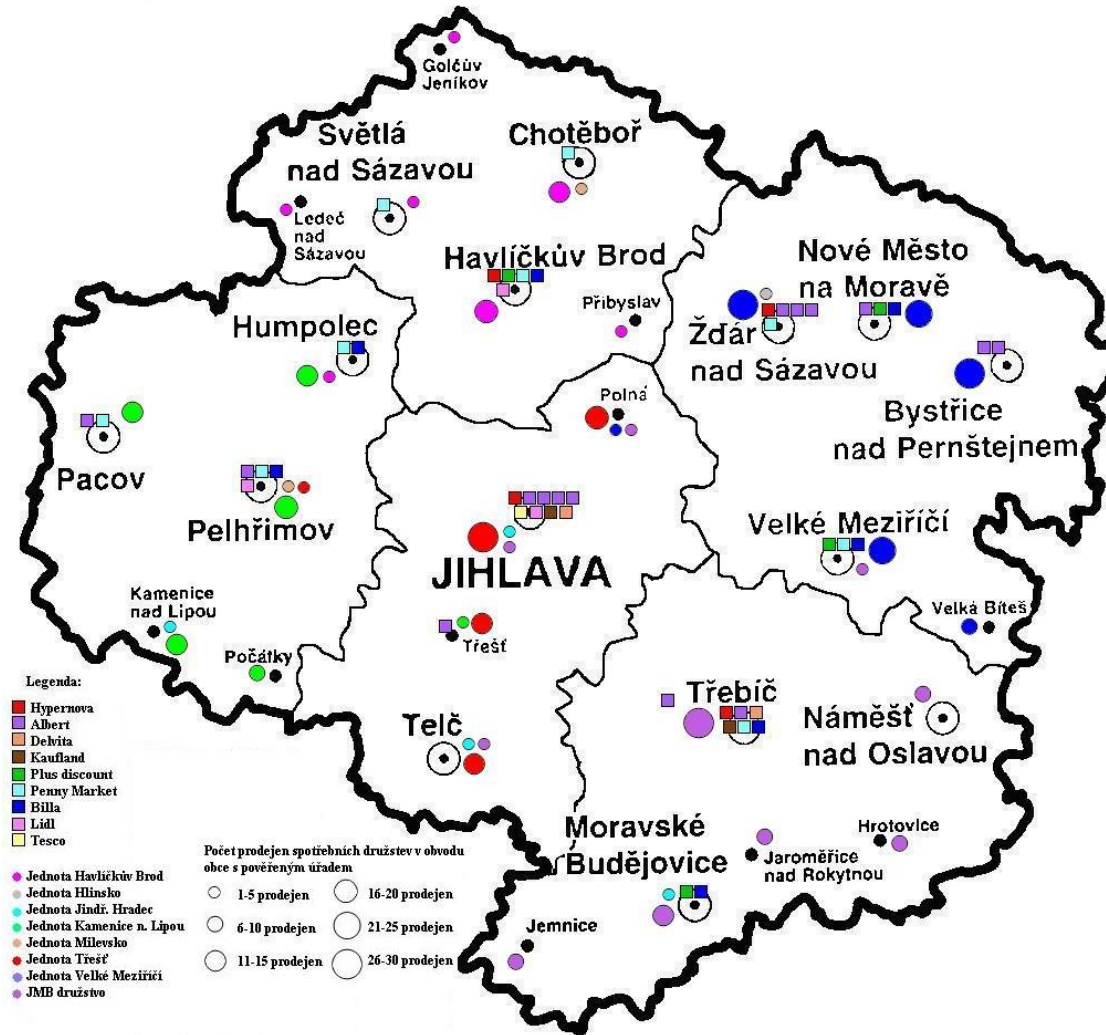 Golčův
Jeníkov
Světlá
nad Sázavou
Chotěboř
Ledeč
nad
Sázavou
Havlíčkův Brod
Přibyslav
Nové Město
na Moravě
Žďár
nad Sázavou
Humpolec
Bystřice
nad Pernštejnem
Polná
Pacov
Pelhřimov
Velké Meziříčí
JIHLAVA
Kamenice
nad Lipou
Velká Bíteš
Třešť
Počátky
Legenda:
Hypernova
Albert
Delvita
Kaufland
Plus discount
Penny Market
Billa
Lidl
Tesco
Třebíč
Náměšť
nad Oslavou
Telč
Moravské
Budějovice
Hrotovice
Jaroměřice
nad Rokytnou
Jemnice
Jednota Havlíčkův Brod
Jednota Hlinsko
Jednota Jindř. Hradec
Jednota Kamenice n. Lipou
Jednota Milevsko
Jednota Třešť
Jednota Velké Meziříčí
JMB družstvo
Počet prodejen spotřebních družstev v obvodu
obce s pověřeným úřadem
1-5 prodejen
6-10 prodejen
11-15 prodejen
16-20 prodejen
21-25 prodejen
26-30 prodejen